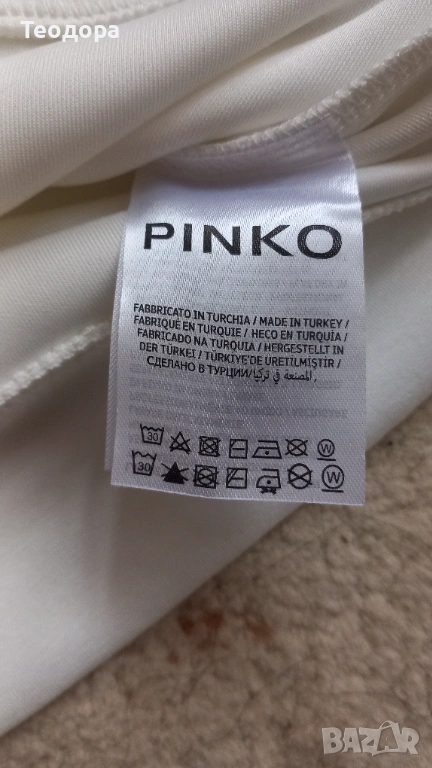 Теодора
PINKO
FABBRICATO IN TURCHIA / MADE IN TURKEY /
FABRIQUÉ EN TURQUIE / HECO EN TURQUÍA /
FABRICADO NA TURQUIA / HERGESTELLT IN
DER TÜRKEI / TÜRKİYE'DE ÜRETİLMİŞTİR /
СДЕЛАНО В ТУРЦИИ/المصنعة في تركيا.
30 W
30 W
BAZAR